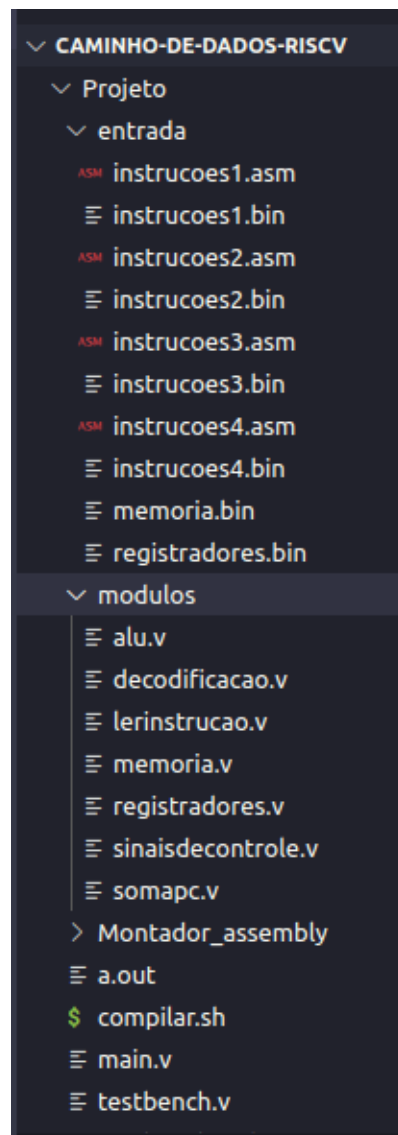 CAMINHO-DE-DADOS-RISCV
Projeto
entrada
ASM instrucoes1.asm
instrucoes1.bin
ASM instrucoes2.asm
instrucoes2.bin
ASM instrucoes3.asm
instrucoes3.bin
ASM instrucoes4.asm
instrucoes4.bin
memoria.bin
registradores.bin
modulos
alu.v
decodificacao.v
lerinstrucao.v
memoria.v
registradores.v
sinaisdecontrole.v
somapc.v
Montador_assembly
a.out
$ compilar.sh
main.v
testbench.v